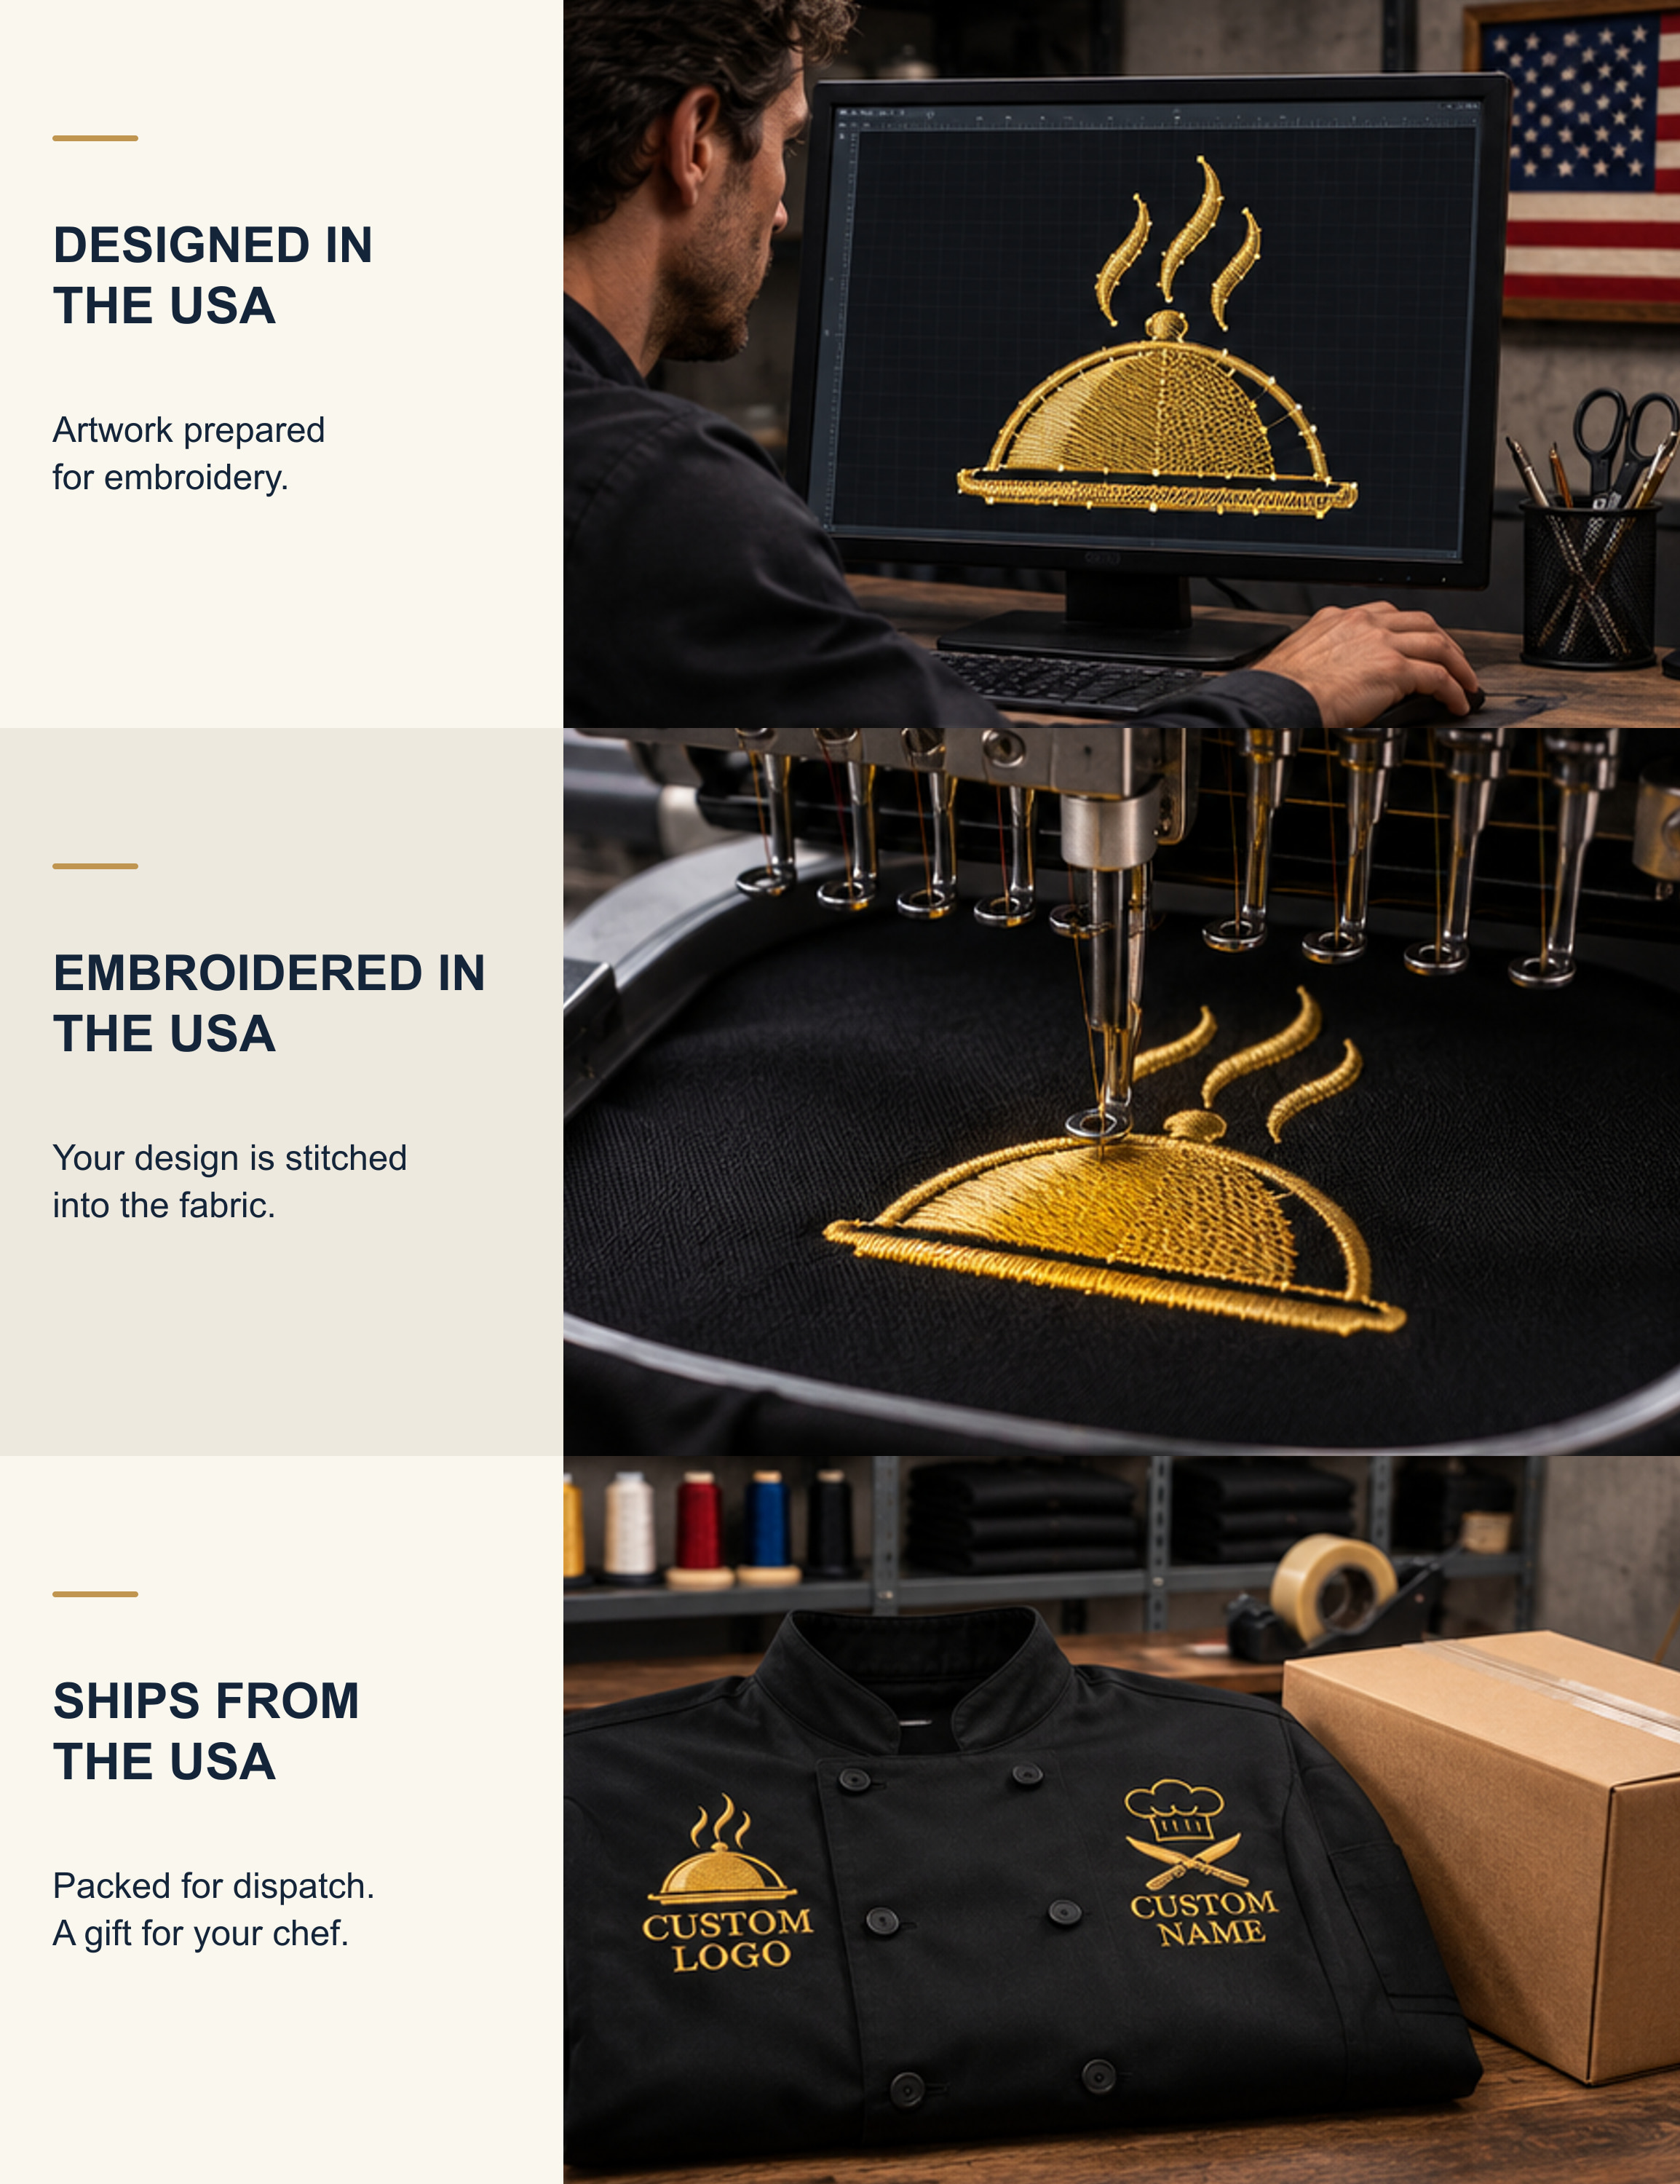 DESIGNED IN
THE USA
Artwork prepared
for embroidery.
EMBROIDERED IN
THE USA
Your design is stitched
into the fabric.
SHIPS FROM
THE USA
Packed for dispatch.
A gift for your chef.
CUSTOM
LOGO
CUSTOM
NAME